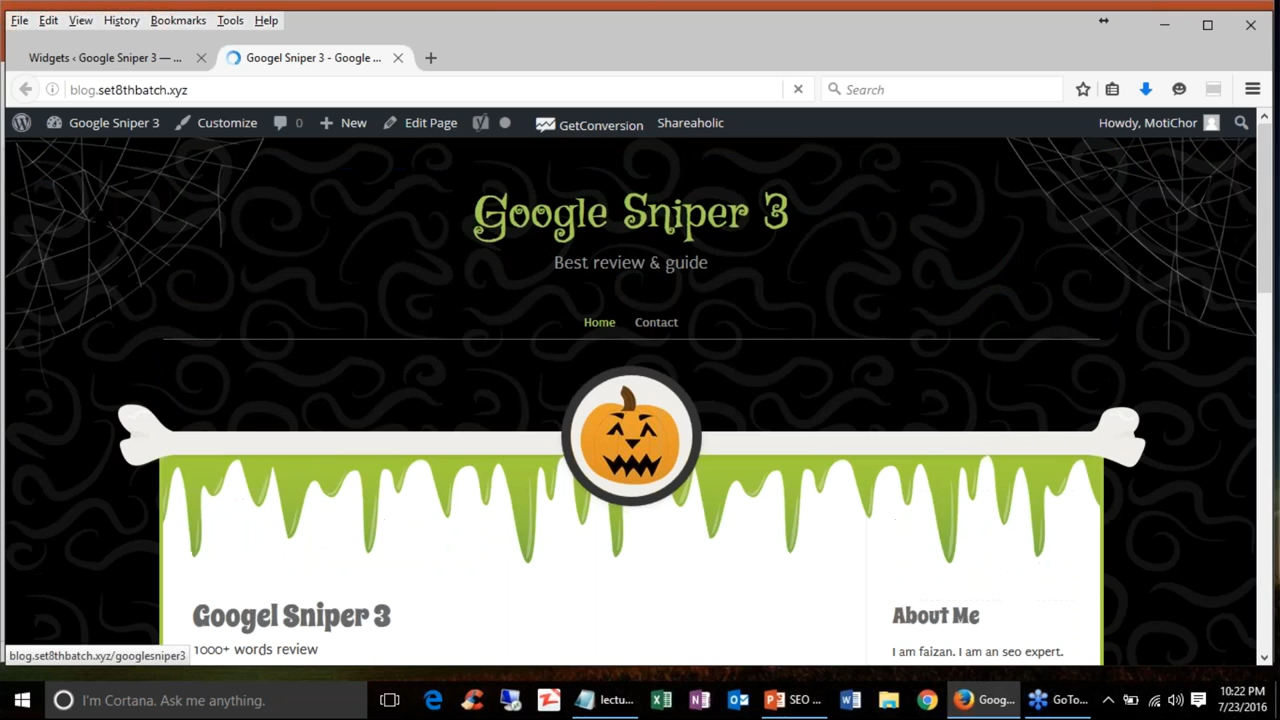 File Edit View History Bookmarks Tools Help
Widgets ‹ Google Sniper 3 — ...
Googel Sniper 3 - Google ...
blog.set8thbatch.xyz
Search
Google Sniper 3 Customize 0 New Edit Page GetConversion Shareaholic Howdy, MotiChor
Google Sniper 3
Best review & guide
Home Contact
Googel Sniper 3
1000+ words review
About Me
I am faizan. I am an seo expert.
blog.set8thbatch.xyz/googlesniper3
I'm Cortana. Ask me anything.
lectu...
SEO ...
Goog...
GoTo...
10:22 PM
7/23/2016